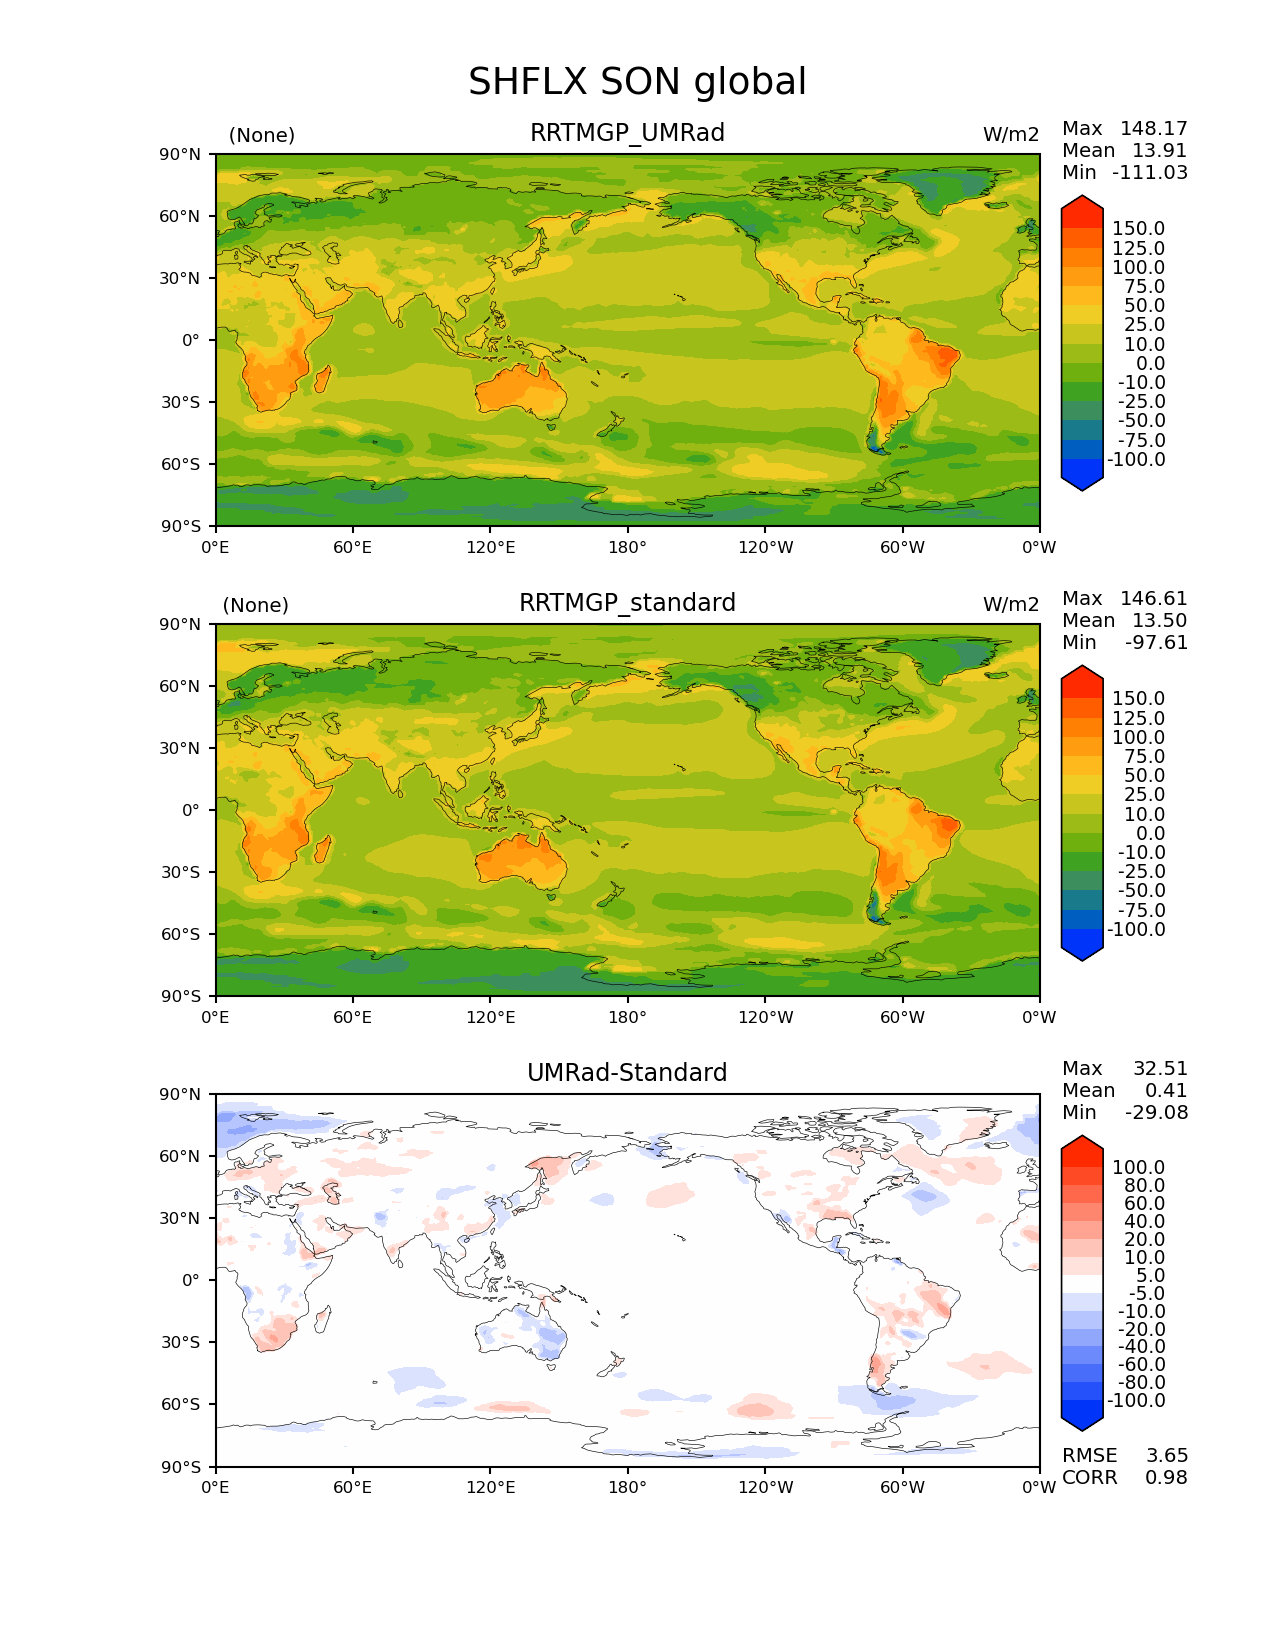 SHFLX SON global
(None) RRTMGP_UMRad W/m2
Max 148.17
Mean 13.91
Min -111.03
90°N
60°N
30°N
0°
30°S
60°S
90°S
0°E 60°E 120°E 180° 120°W 60°W 0°W
150.0
125.0
100.0
75.0
50.0
25.0
10.0
0.0
-10.0
-25.0
-50.0
-75.0
-100.0
(None) RRTMGP_standard W/m2
Max 146.61
Mean 13.50
Min -97.61
90°N
60°N
30°N
0°
30°S
60°S
90°S
0°E 60°E 120°E 180° 120°W 60°W 0°W
150.0
125.0
100.0
75.0
50.0
25.0
10.0
0.0
-10.0
-25.0
-50.0
-75.0
-100.0
UMRad-Standard
Max 32.51
Mean 0.41
Min -29.08
90°N
60°N
30°N
0°
30°S
60°S
90°S
0°E 60°E 120°E 180° 120°W 60°W 0°W
100.0
80.0
60.0
40.0
20.0
10.0
5.0
-5.0
-10.0
-20.0
-40.0
-60.0
-80.0
-100.0
RMSE 3.65
CORR 0.98